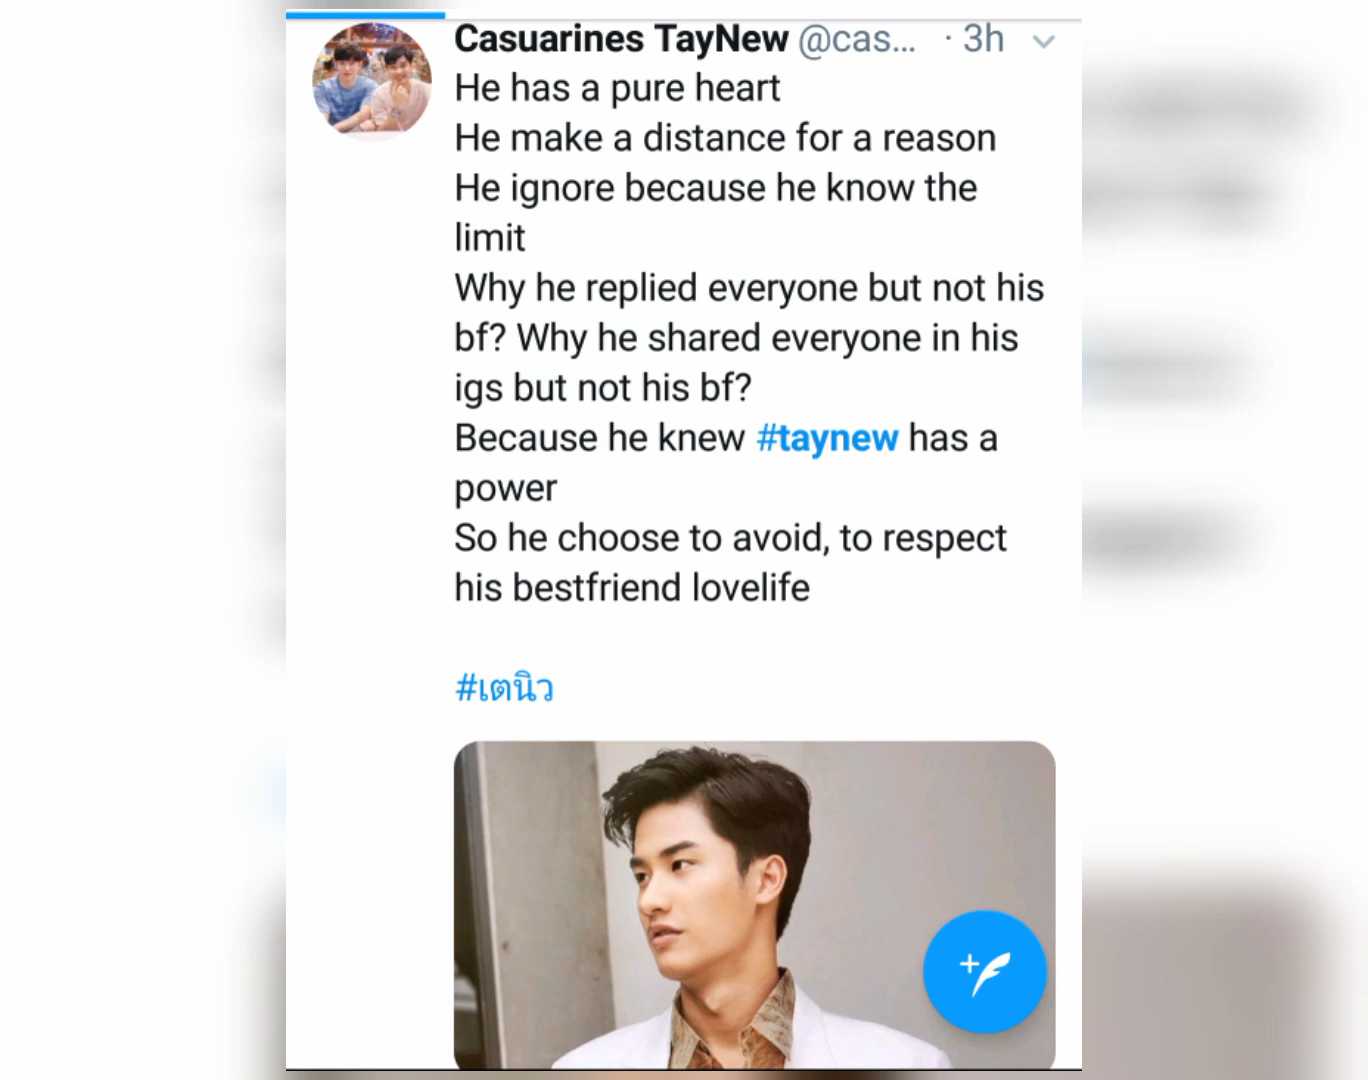 Casuarines TayNew @cas... · 3h
He has a pure heart
He make a distance for a reason
He ignore because he know the
limit
Why he replied everyone but not his
bf? Why he shared everyone in his
igs but not his bf?
Because he knew #taynew has a
power
So he choose to avoid, to respect
his bestfriend lovelife
#เตนิว